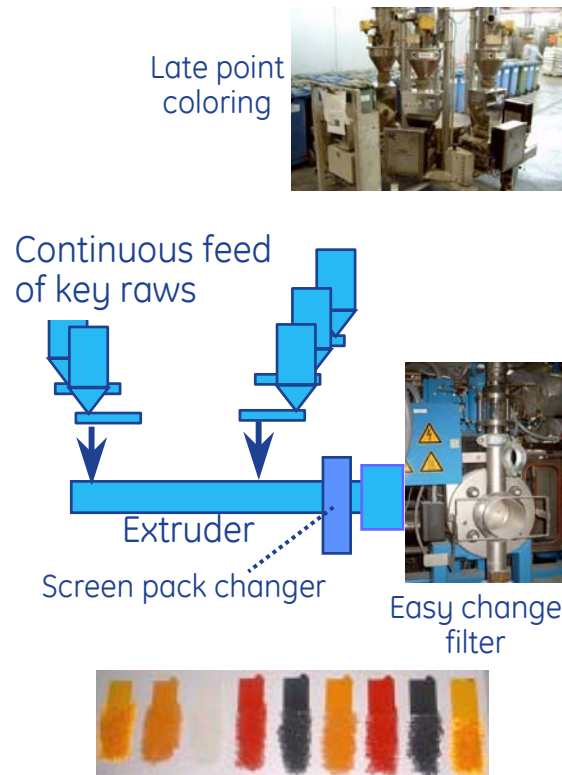 Late point
coloring
Continuous feed
of key raws
Extruder
Screen pack changer
Easy change
filter